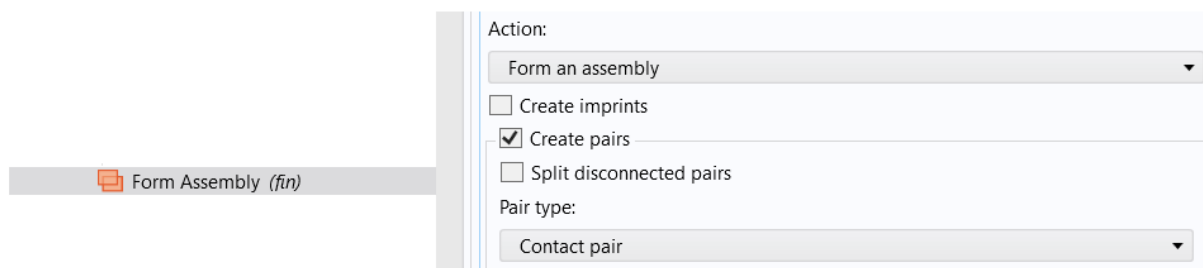 Action:
Form an assembly
Create imprints
Create pairs
Form Assembly (fin)
Split disconnected pairs
Pair type:
Contact pair